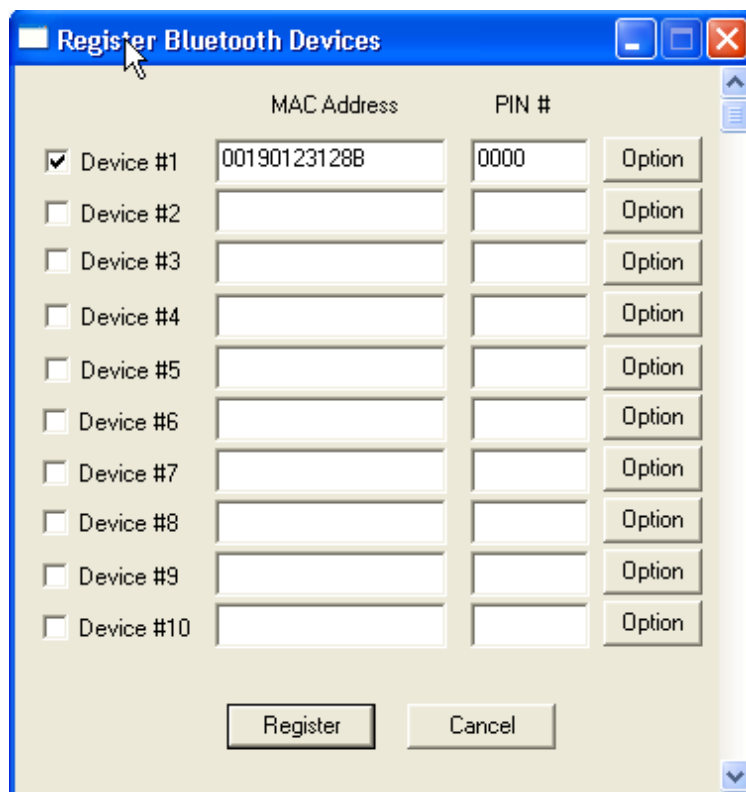 Register Bluetooth Devices
MAC Address PIN #
Device #1 00190123128B 0000 Option
Device #2 Option
Device #3 Option
Device #4 Option
Device #5 Option
Device #6 Option
Device #7 Option
Device #8 Option
Device #9 Option
Device #10 Option
Register Cancel